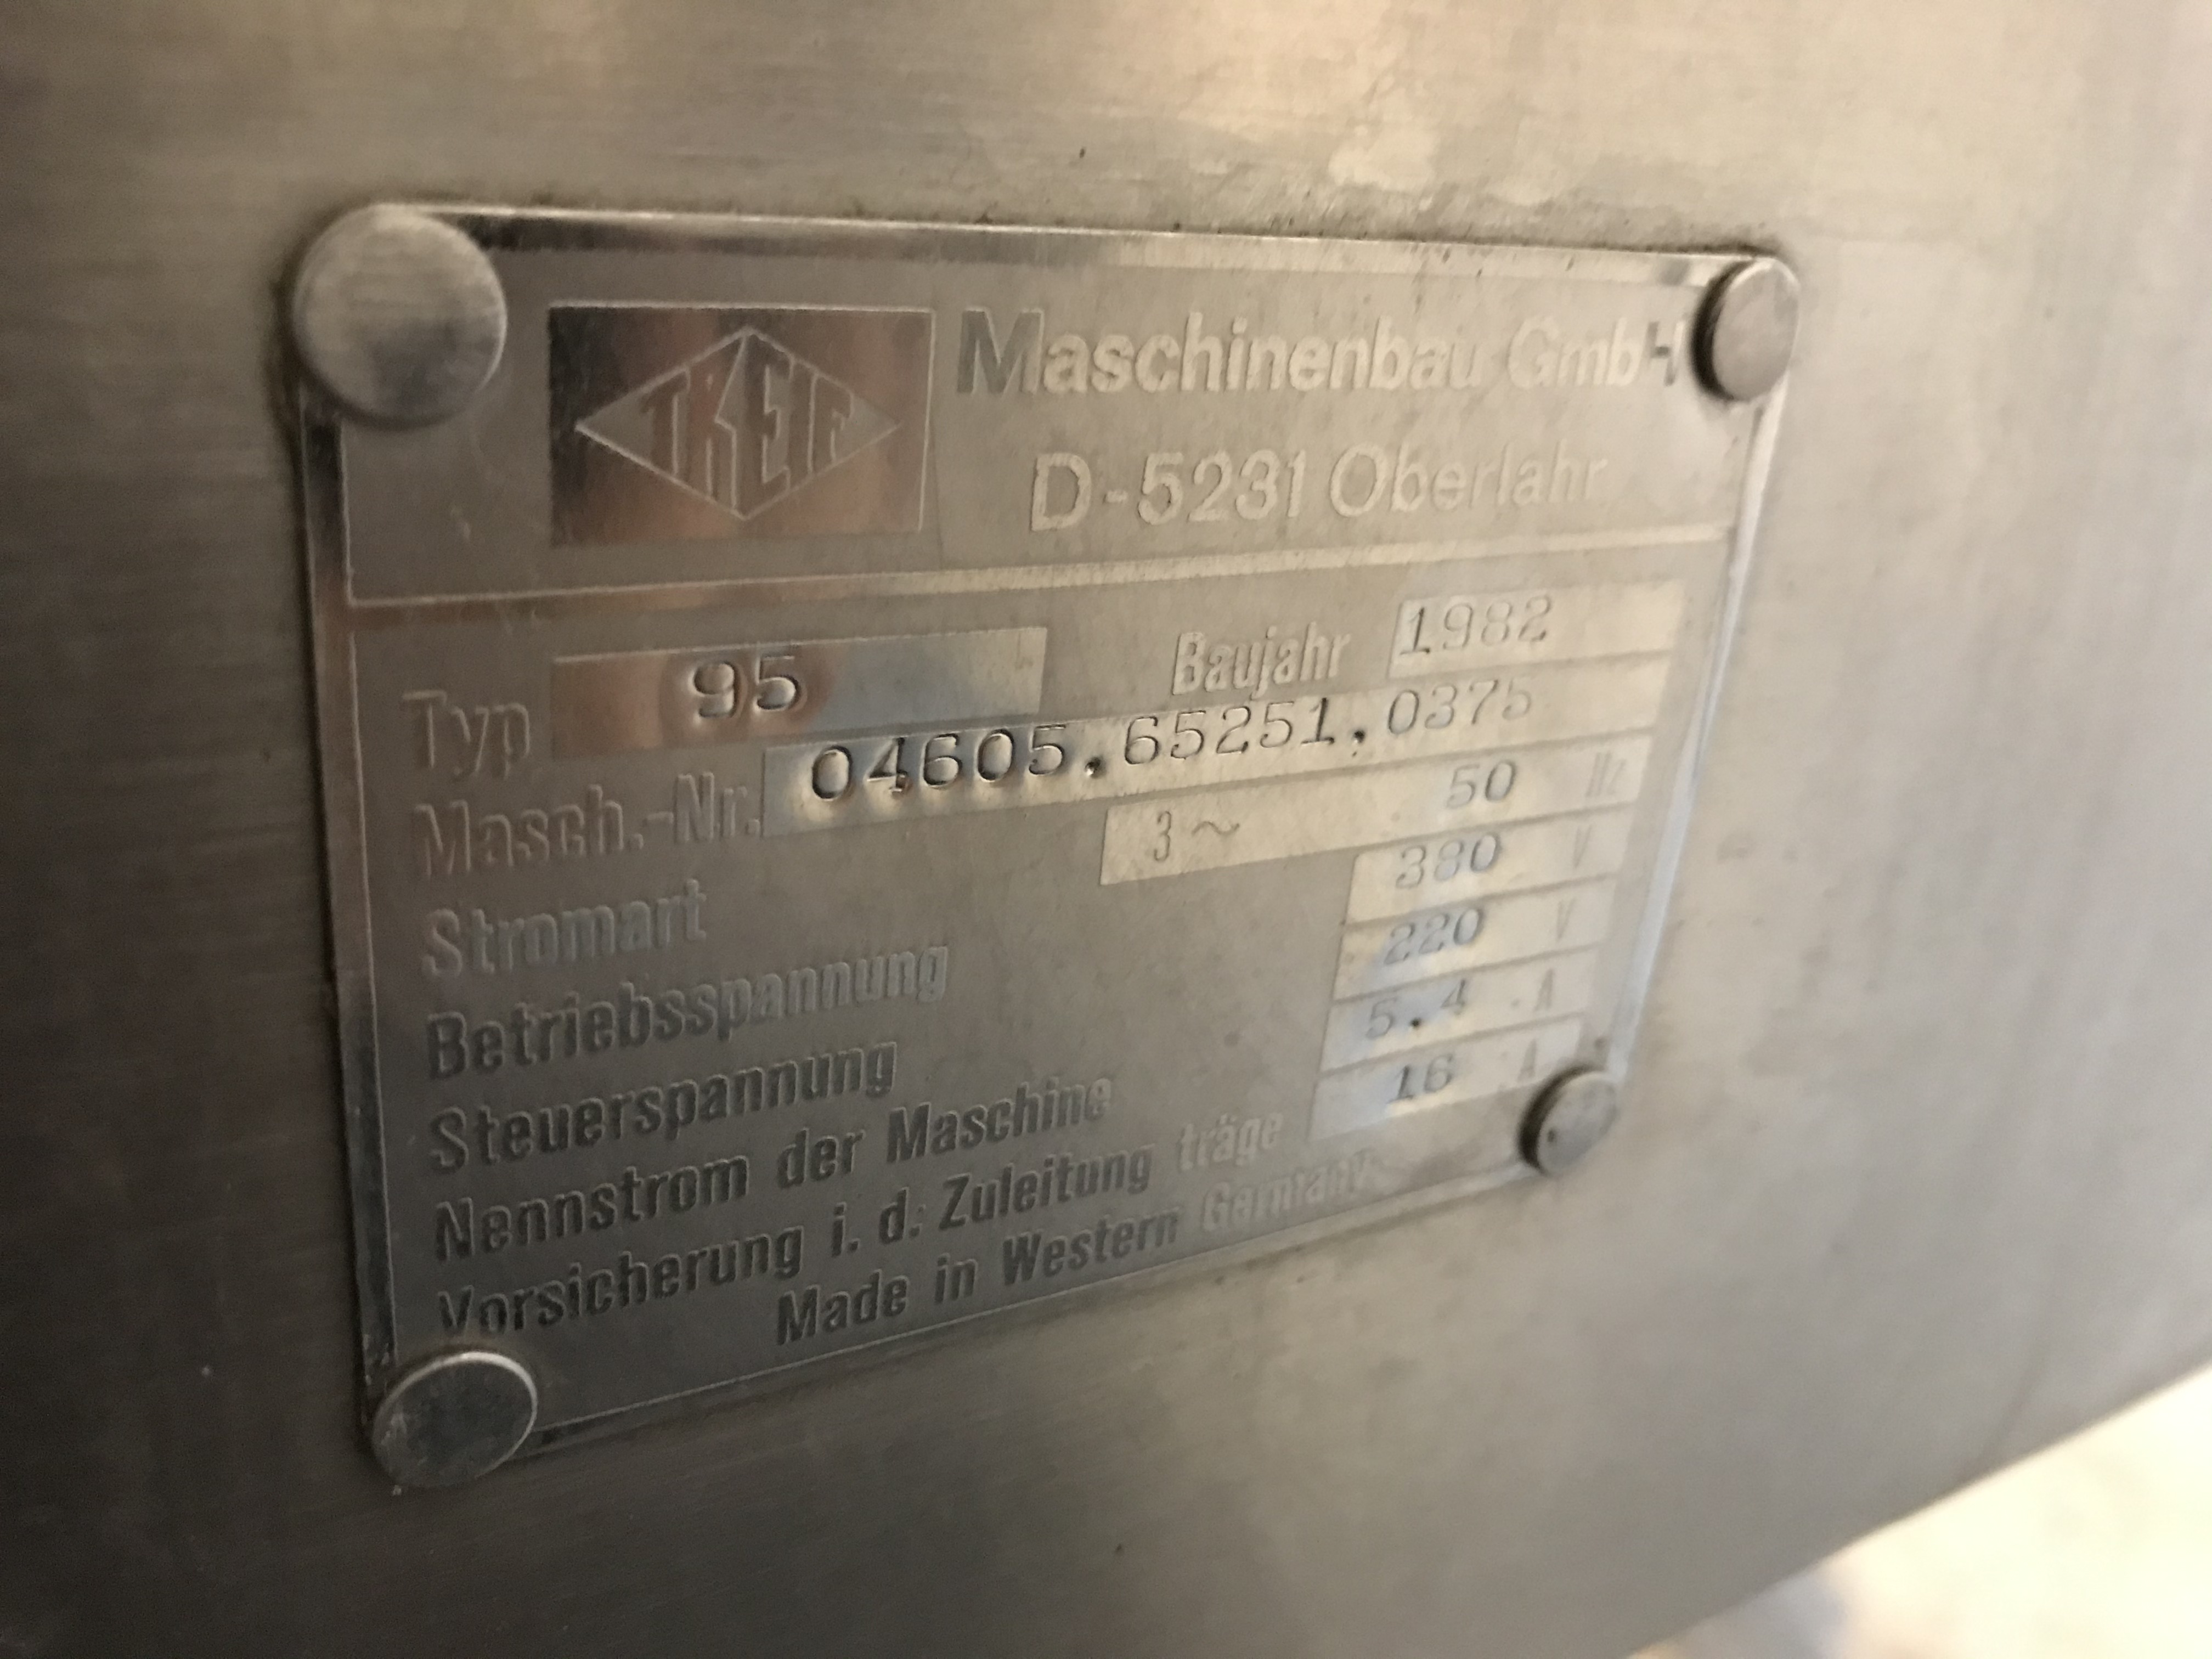 TREIF Maschinenbau GmbH
D-5231 Oberlahr
Typ 95 Baujahr 1982
Masch.-Nr. 04605.65251,0375
Stromart 3 ~ 50 Hz
Betriebsspannung 380 V
Steuerspannung 220 V
Nennstrom der Maschine 5.4 A
Vorsicherung i. d. Zuleitung träge 16 A
Made in Western Germany